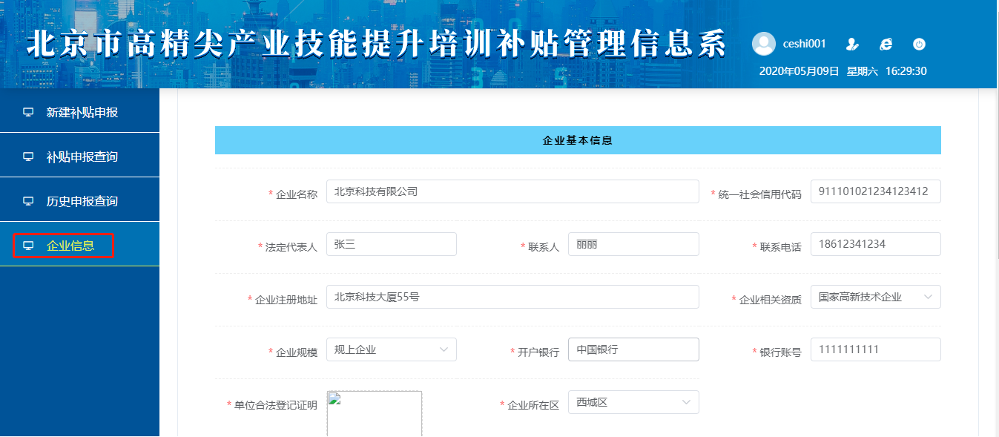 北京市高精尖产业技能提升培训补贴管理信息系
ceshi001
2020年05月09日 星期六 16:29:30
新建补贴申报
补贴申报查询
历史申报查询
企业信息
企业基本信息
* 企业名称 北京科技有限公司 * 统一社会信用代码 911101021234123412
* 法定代表人 张三 * 联系人 丽丽 * 联系电话 18612341234
* 企业注册地址 北京科技大厦55号 * 企业相关资质 国家高新技术企业
* 企业规模 规上企业 * 开户银行 中国银行 * 银行账号 1111111111
* 单位合法登记证明 * 企业所在区 西城区